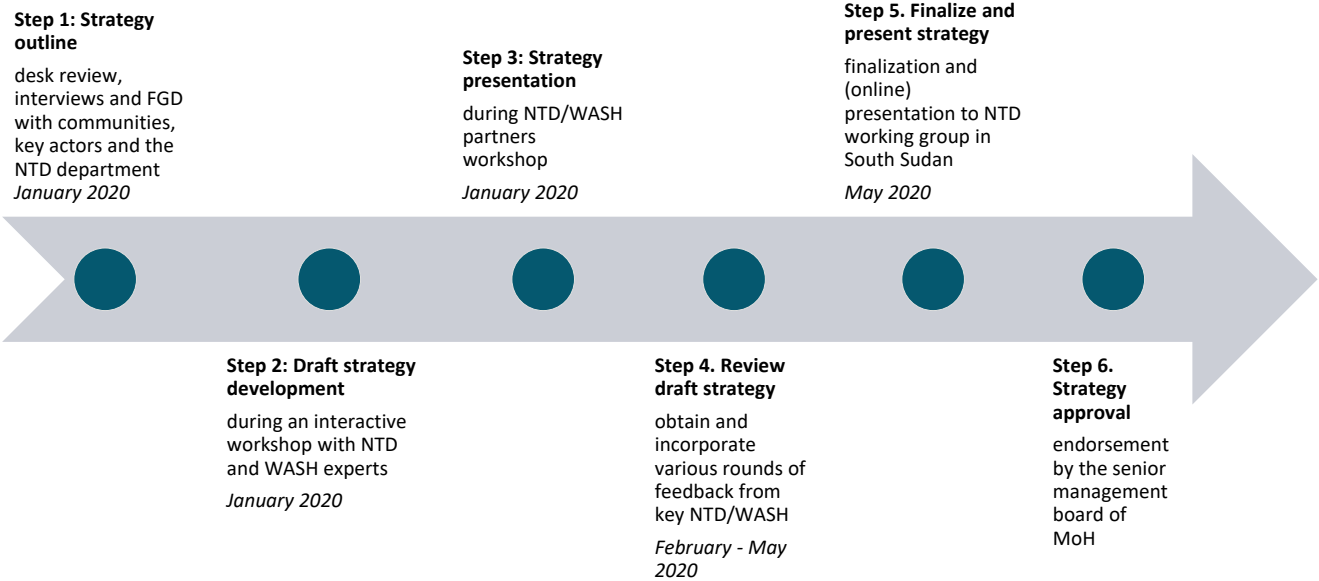 Step 1: Strategy
outline
desk review,
interviews and FGD
with communities,
key actors and the
NTD department
January 2020
Step 2: Draft strategy
development
during an interactive
workshop with NTD
and WASH experts
January 2020
Step 3: Strategy
presentation
during NTD/WASH
partners
workshop
January 2020
Step 4. Review
draft strategy
obtain and
incorporate
various rounds of
feedback from
key NTD/WASH
February - May
2020
Step 5. Finalize and
present strategy
finalization and
(online)
presentation to NTD
working group in
South Sudan
May 2020
Step 6.
Strategy
approval
endorsement
by the senior
management
board of
MoH